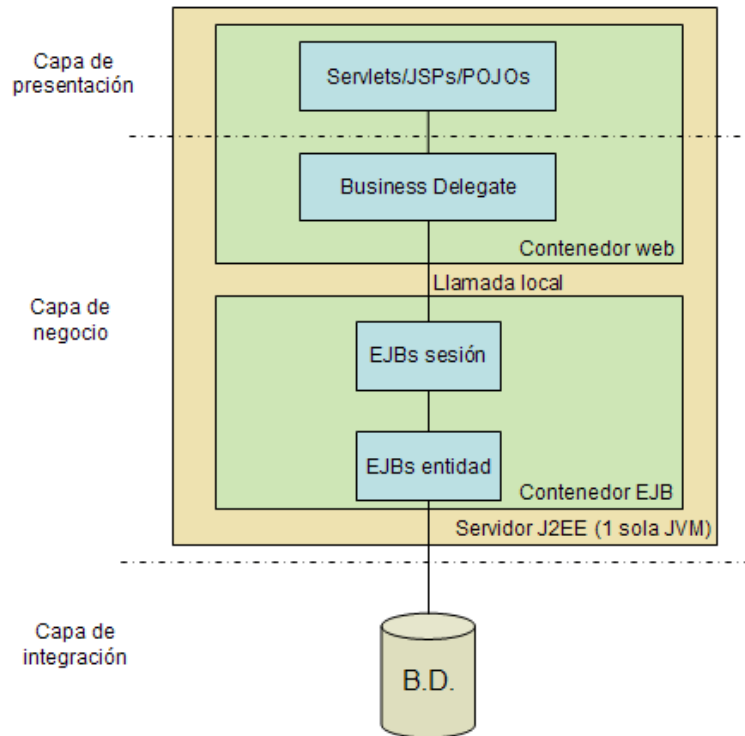 Capa de
presentación
Servlets/JSPs/POJOs
Business Delegate
Contenedor web
Llamada local
Capa de
negocio
EJBs sesión
EJBs entidad
Contenedor EJB
Servidor J2EE (1 sola JVM)
Capa de
integración
B.D.